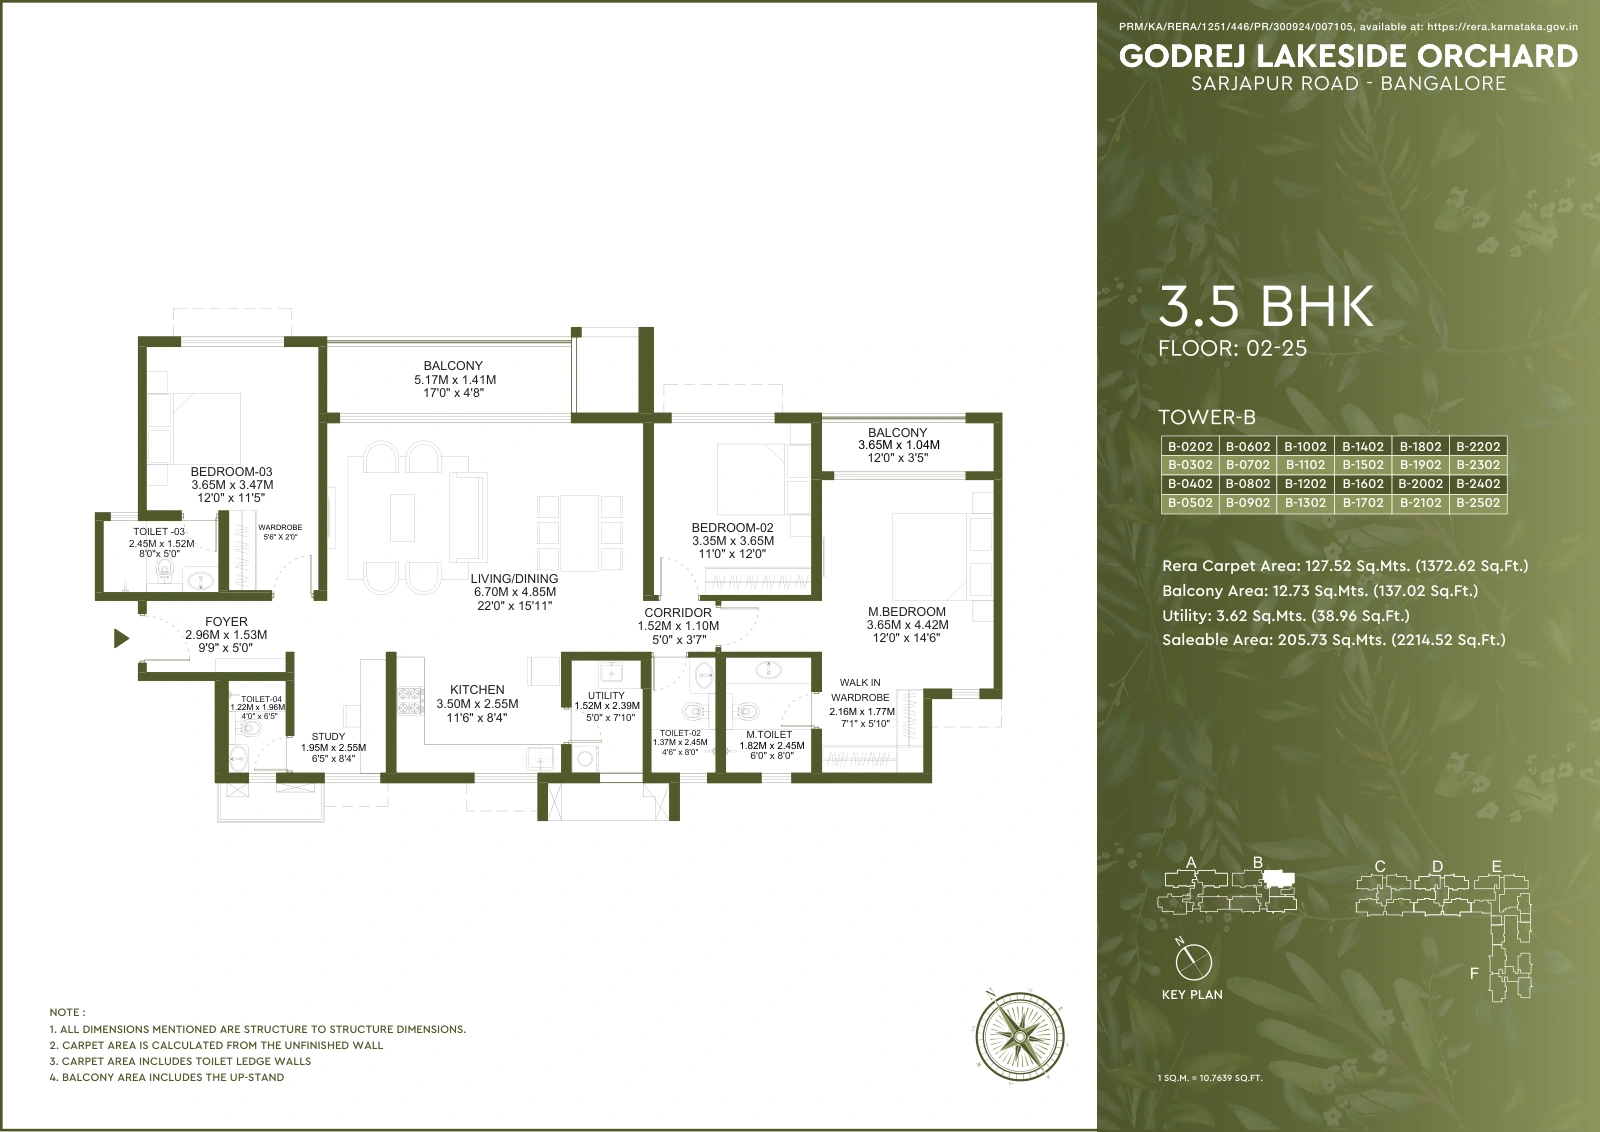 PRM/KA/RERA/1251/446/PR/300924/007105, available at: https://rera.karnataka.gov.in
GODREJ LAKESIDE ORCHARD
SARJAPUR ROAD - BANGALORE
3.5 BHK
FLOOR: 02-25
TOWER-B
B-0202 B-0602 B-1002 B-1402 B-1802 B-2202
B-0302 B-0702 B-1102 B-1502 B-1902 B-2302
B-0402 B-0802 B-1202 B-1602 B-2002 B-2402
B-0502 B-0902 B-1302 B-1702 B-2102 B-2502
Rera Carpet Area: 127.52 Sq.Mts. (1372.62 Sq.Ft.)
Balcony Area: 12.73 Sq.Mts. (137.02 Sq.Ft.)
Utility: 3.62 Sq.Mts. (38.96 Sq.Ft.)
Saleable Area: 205.73 Sq.Mts. (2214.52 Sq.Ft.)
A B C D E
F
N
KEY PLAN
1 SQ.M. = 10.7639 SQ.FT.
BALCONY
5.17M x 1.41M
17'0" x 4'8"
BALCONY
3.65M x 1.04M
12'0" x 3'5"
BEDROOM-03
3.65M x 3.47M
12'0" x 11'5"
WARDROBE
5'6" X 2'0"
TOILET -03
2.45M x 1.52M
8'0"x 5'0"
BEDROOM-02
3.35M x 3.65M
11'0" x 12'0"
LIVING/DINING
6.70M x 4.85M
22'0" x 15'11"
CORRIDOR
1.52M x 1.10M
5'0" x 3'7"
M.BEDROOM
3.65M x 4.42M
12'0" x 14'6"
FOYER
2.96M x 1.53M
9'9" x 5'0"
TOILET-04
1.22M x 1.96M
4'0" x 6'5"
STUDY
1.95M x 2.55M
6'5" x 8'4"
KITCHEN
3.50M x 2.55M
11'6" x 8'4"
UTILITY
1.52M x 2.39M
5'0" x 7'10"
TOILET-02
1.37M x 2.45M
4'6" x 8'0"
M.TOILET
1.82M x 2.45M
6'0" x 8'0"
WALK IN
WARDROBE
2.16M x 1.77M
7'1" x 5'10"
NOTE :
1. ALL DIMENSIONS MENTIONED ARE STRUCTURE TO STRUCTURE DIMENSIONS.
2. CARPET AREA IS CALCULATED FROM THE UNFINISHED WALL
3. CARPET AREA INCLUDES TOILET LEDGE WALLS
4. BALCONY AREA INCLUDES THE UP-STAND
N